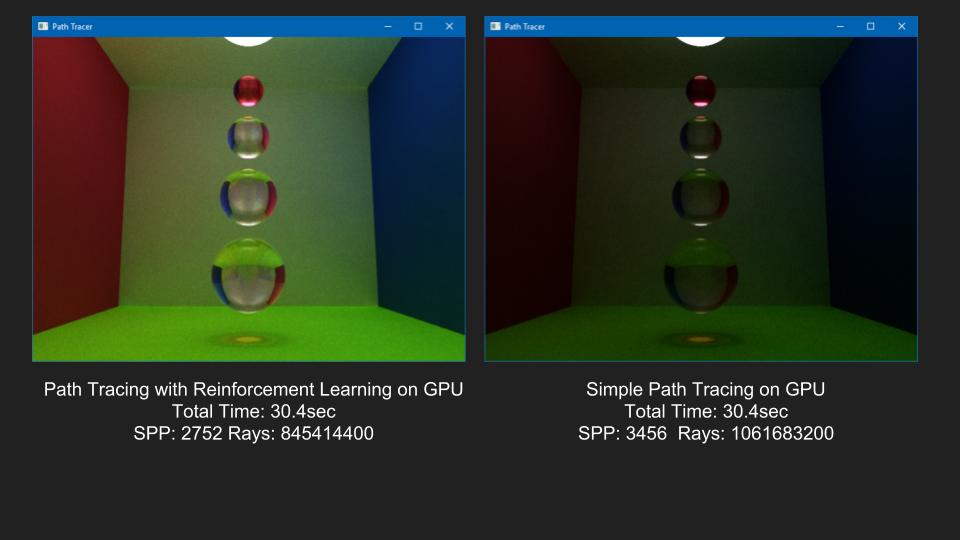 Path Tracer
Path Tracer
Path Tracing with Reinforcement Learning on GPU
Total Time: 30.4sec
SPP: 2752 Rays: 845414400
Simple Path Tracing on GPU
Total Time: 30.4sec
SPP: 3456  Rays: 1061683200